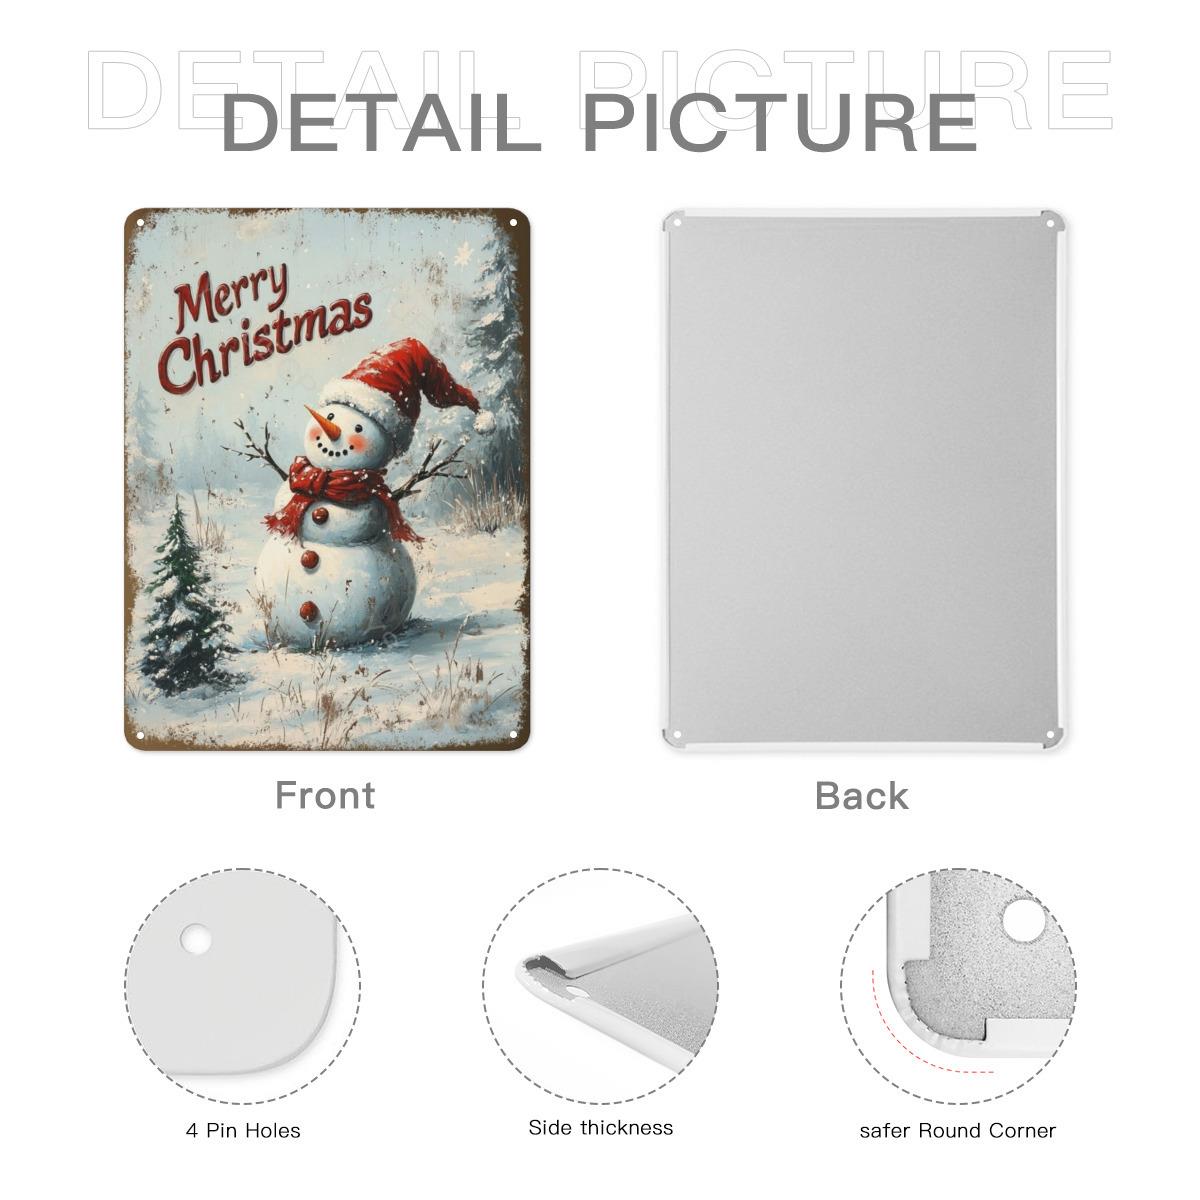 DETAIL PICTURE
DETAIL PICTURE
Merry
Christmas
Front
Back
4 Pin Holes
Side thickness
safer Round Corner